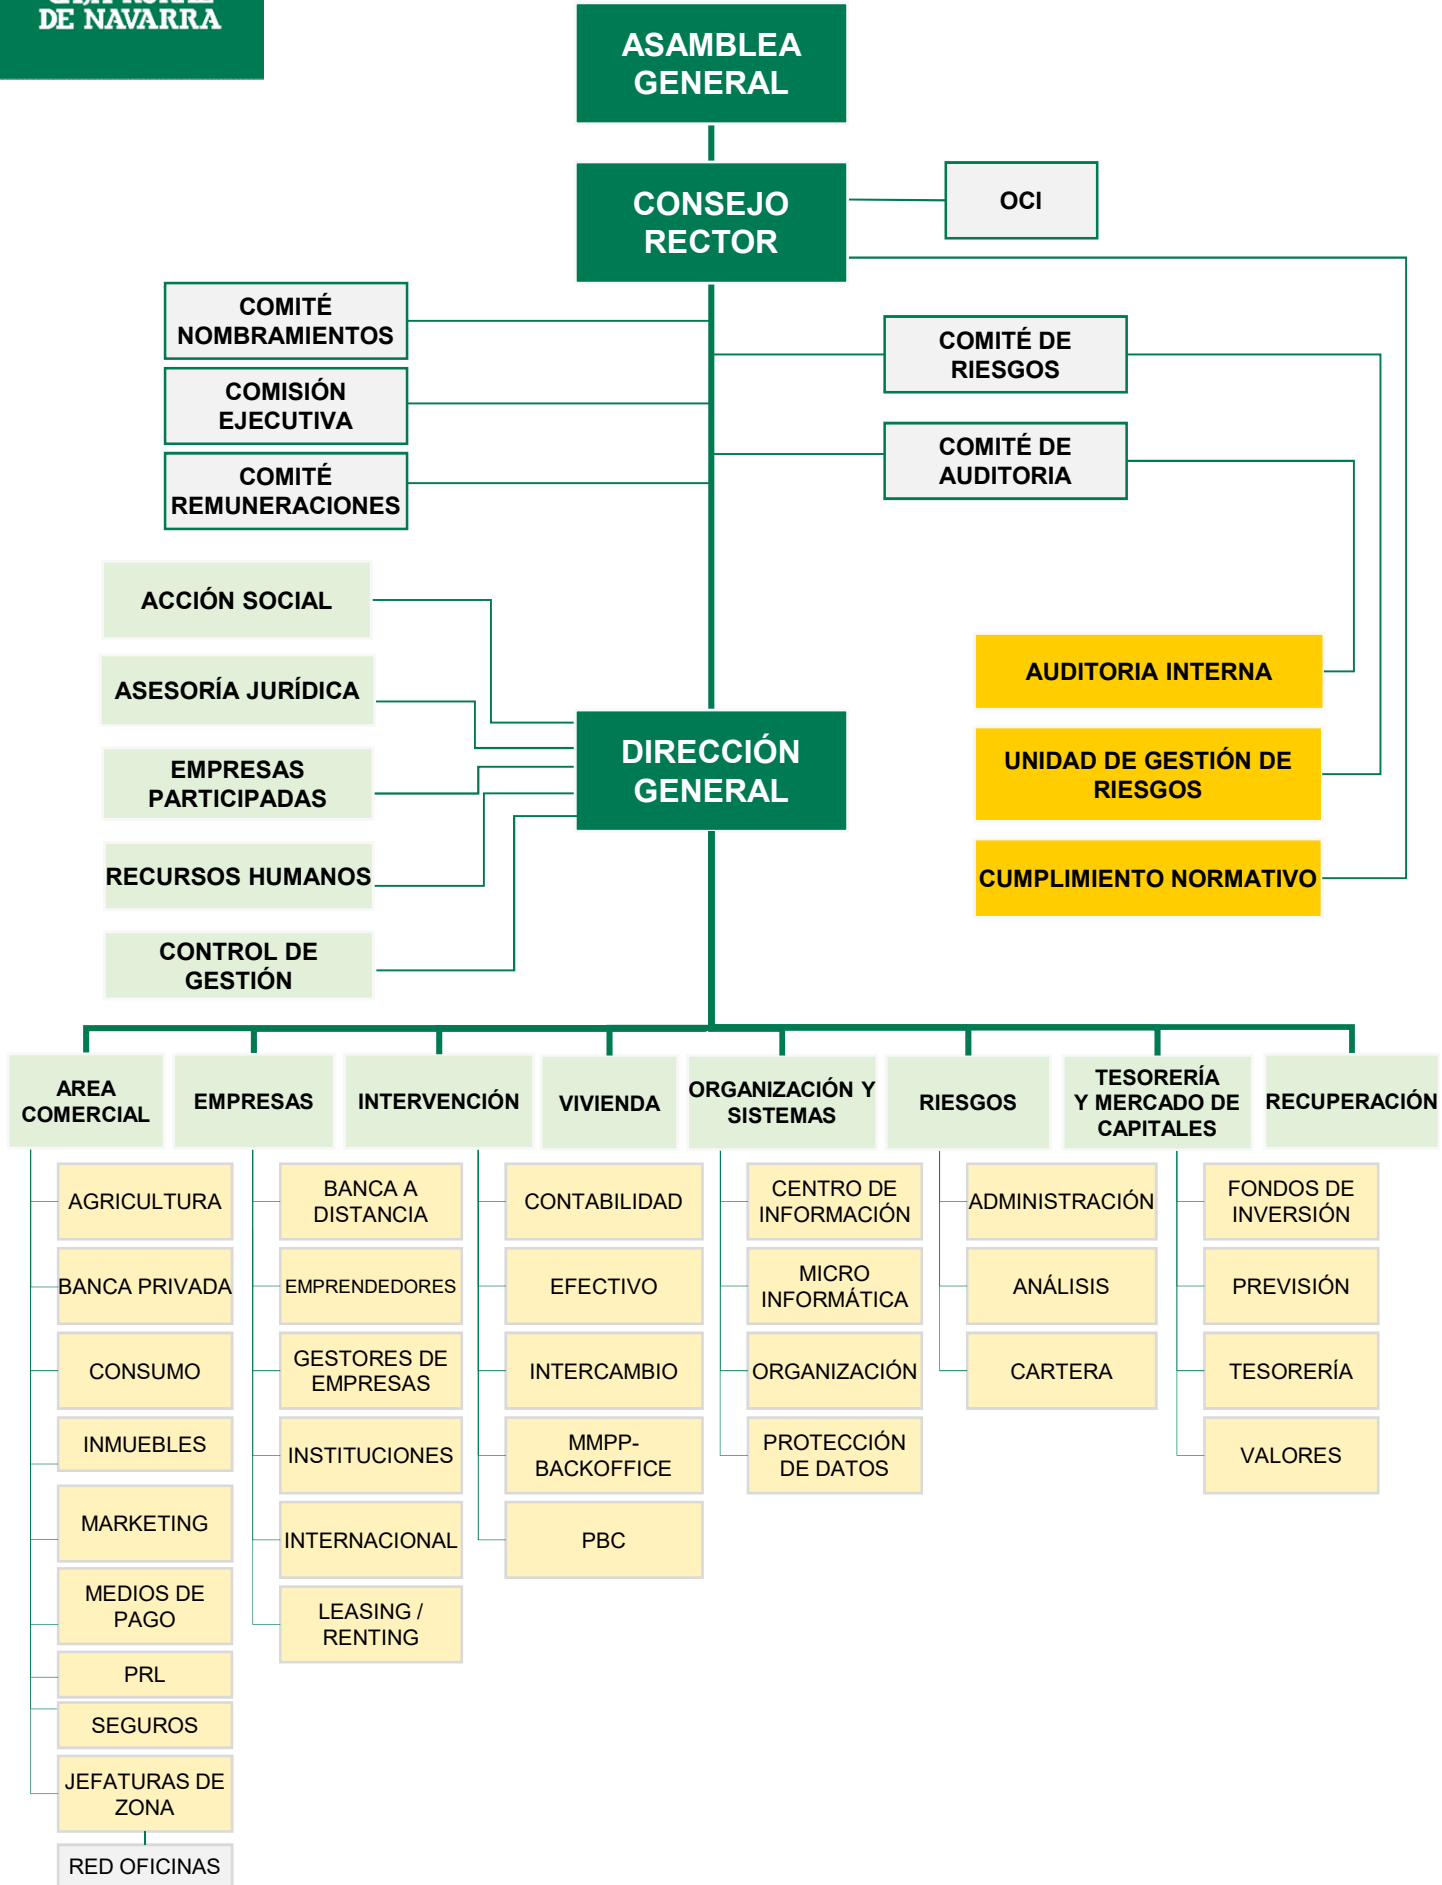 DE NAVARRA
ASAMBLEA
GENERAL
CONSEJO
RECTOR
OCI
COMITÉ
NOMBRAMIENTOS
COMISIÓN
EJECUTIVA
COMITÉ
REMUNERACIONES
COMITÉ DE
RIESGOS
COMITÉ DE
AUDITORIA
ACCIÓN SOCIAL
ASESORÍA JURÍDICA
EMPRESAS
PARTICIPADAS
RECURSOS HUMANOS
CONTROL DE
GESTIÓN
DIRECCIÓN
GENERAL
AUDITORIA INTERNA
UNIDAD DE GESTIÓN DE
RIESGOS
CUMPLIMIENTO NORMATIVO
AREA
COMERCIAL
EMPRESAS
INTERVENCIÓN
VIVIENDA
ORGANIZACIÓN Y
SISTEMAS
RIESGOS
TESORERÍA
Y MERCADO DE
CAPITALES
RECUPERACIÓN
AGRICULTURA
BANCA PRIVADA
CONSUMO
INMUEBLES
MARKETING
MEDIOS DE
PAGO
PRL
SEGUROS
JEFATURAS DE
ZONA
RED OFICINAS
BANCA A
DISTANCIA
EMPRENDEDORES
GESTORES DE
EMPRESAS
INSTITUCIONES
INTERNACIONAL
LEASING /
RENTING
CONTABILIDAD
EFECTIVO
INTERCAMBIO
MMPP-
BACKOFFICE
PBC
CENTRO DE
INFORMACIÓN
MICRO
INFORMÁTICA
ORGANIZACIÓN
PROTECCIÓN
DE DATOS
ADMINISTRACIÓN
ANÁLISIS
CARTERA
FONDOS DE
INVERSIÓN
PREVISIÓN
TESORERÍA
VALORES